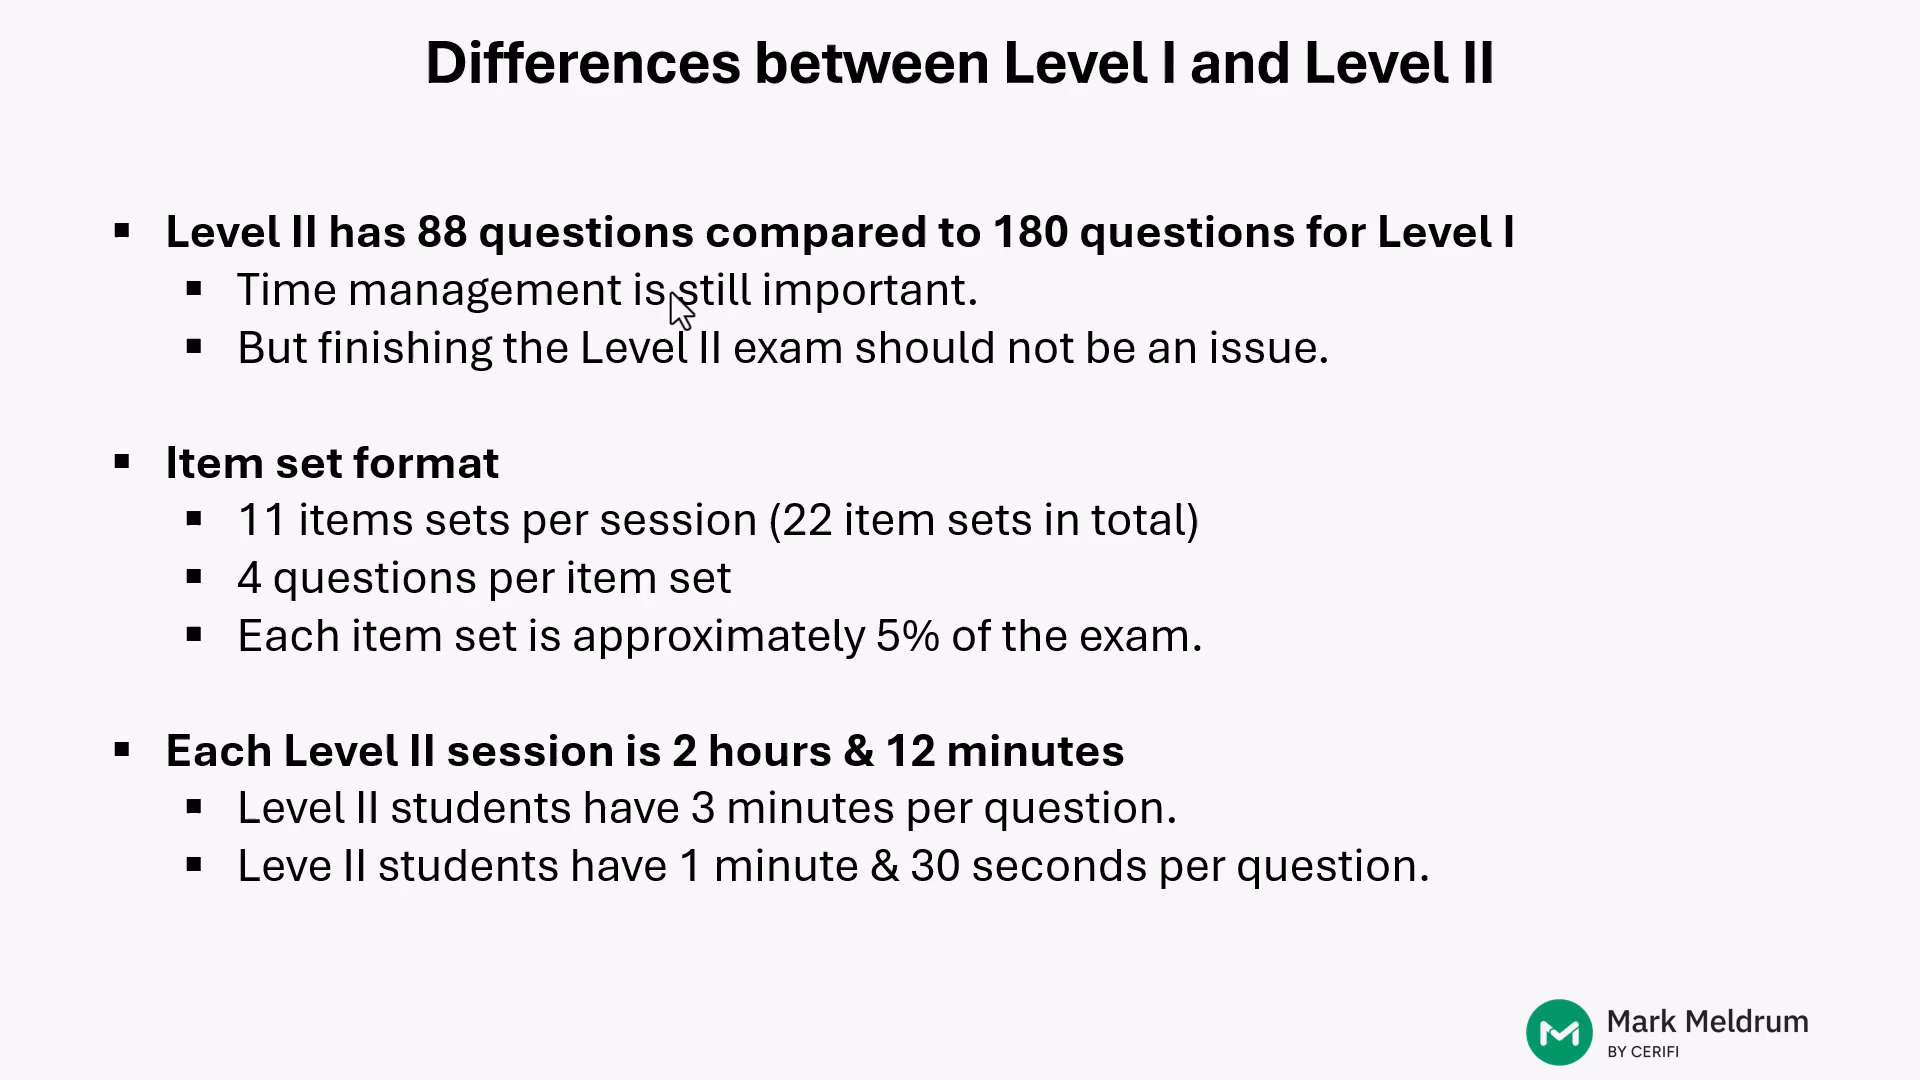 Differences between Level I and Level II
▪ Level II has 88 questions compared to 180 questions for Level I
▪ Time management is still important.
▪ But finishing the Level II exam should not be an issue.
▪ Item set format
▪ 11 items sets per session (22 item sets in total)
▪ 4 questions per item set
▪ Each item set is approximately 5% of the exam.
▪ Each Level II session is 2 hours & 12 minutes
▪ Level II students have 3 minutes per question.
▪ Leve II students have 1 minute & 30 seconds per question.
Mark Meldrum
BY CERIFI